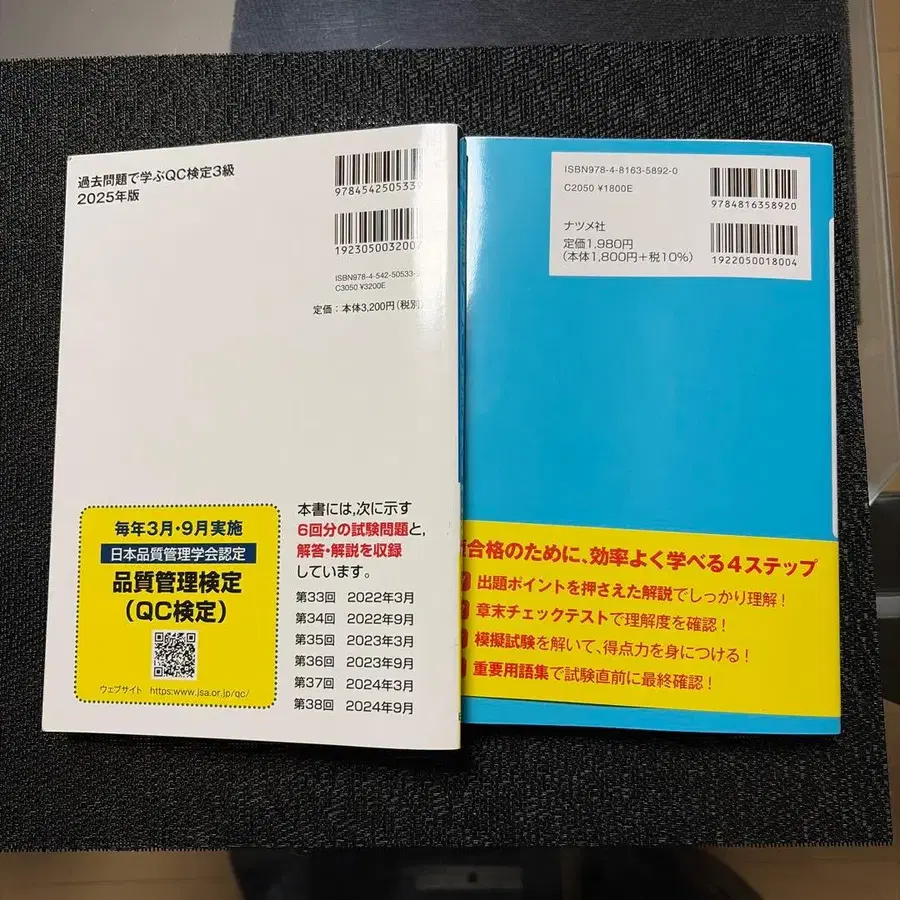 過去問題で学ぶQC検定3級
2025年版
978454250533
192305003200
ISBN978-4-542-50533-
C3050 ¥3200E
定価：本体3,200円（税別）
毎年3月・9月実施
日本品質管理学会認定
品質管理検定
（QC検定）
ウェブサイト https:www.jsa.or.jp/qc/
本書には、次に示す
6回分の試験問題と、
解答・解説を収録
しています。
第33回 2022年3月
第34回 2022年9月
第35回 2023年3月
第36回 2023年9月
第37回 2024年3月
第38回 2024年9月
ISBN978-4-8163-5892-0
C2050 ¥1800E
9784816358920
ナツメ社
定価1,980円
（本体1,800円＋税10%）
1922050018004
合格のために、効率よく学べる4ステップ
出題ポイントを押さえた解説でしっかり理解！
章末チェックテストで理解度を確認！
模擬試験を解いて、得点力を身につける！
重要用語集で試験直前に最終確認！